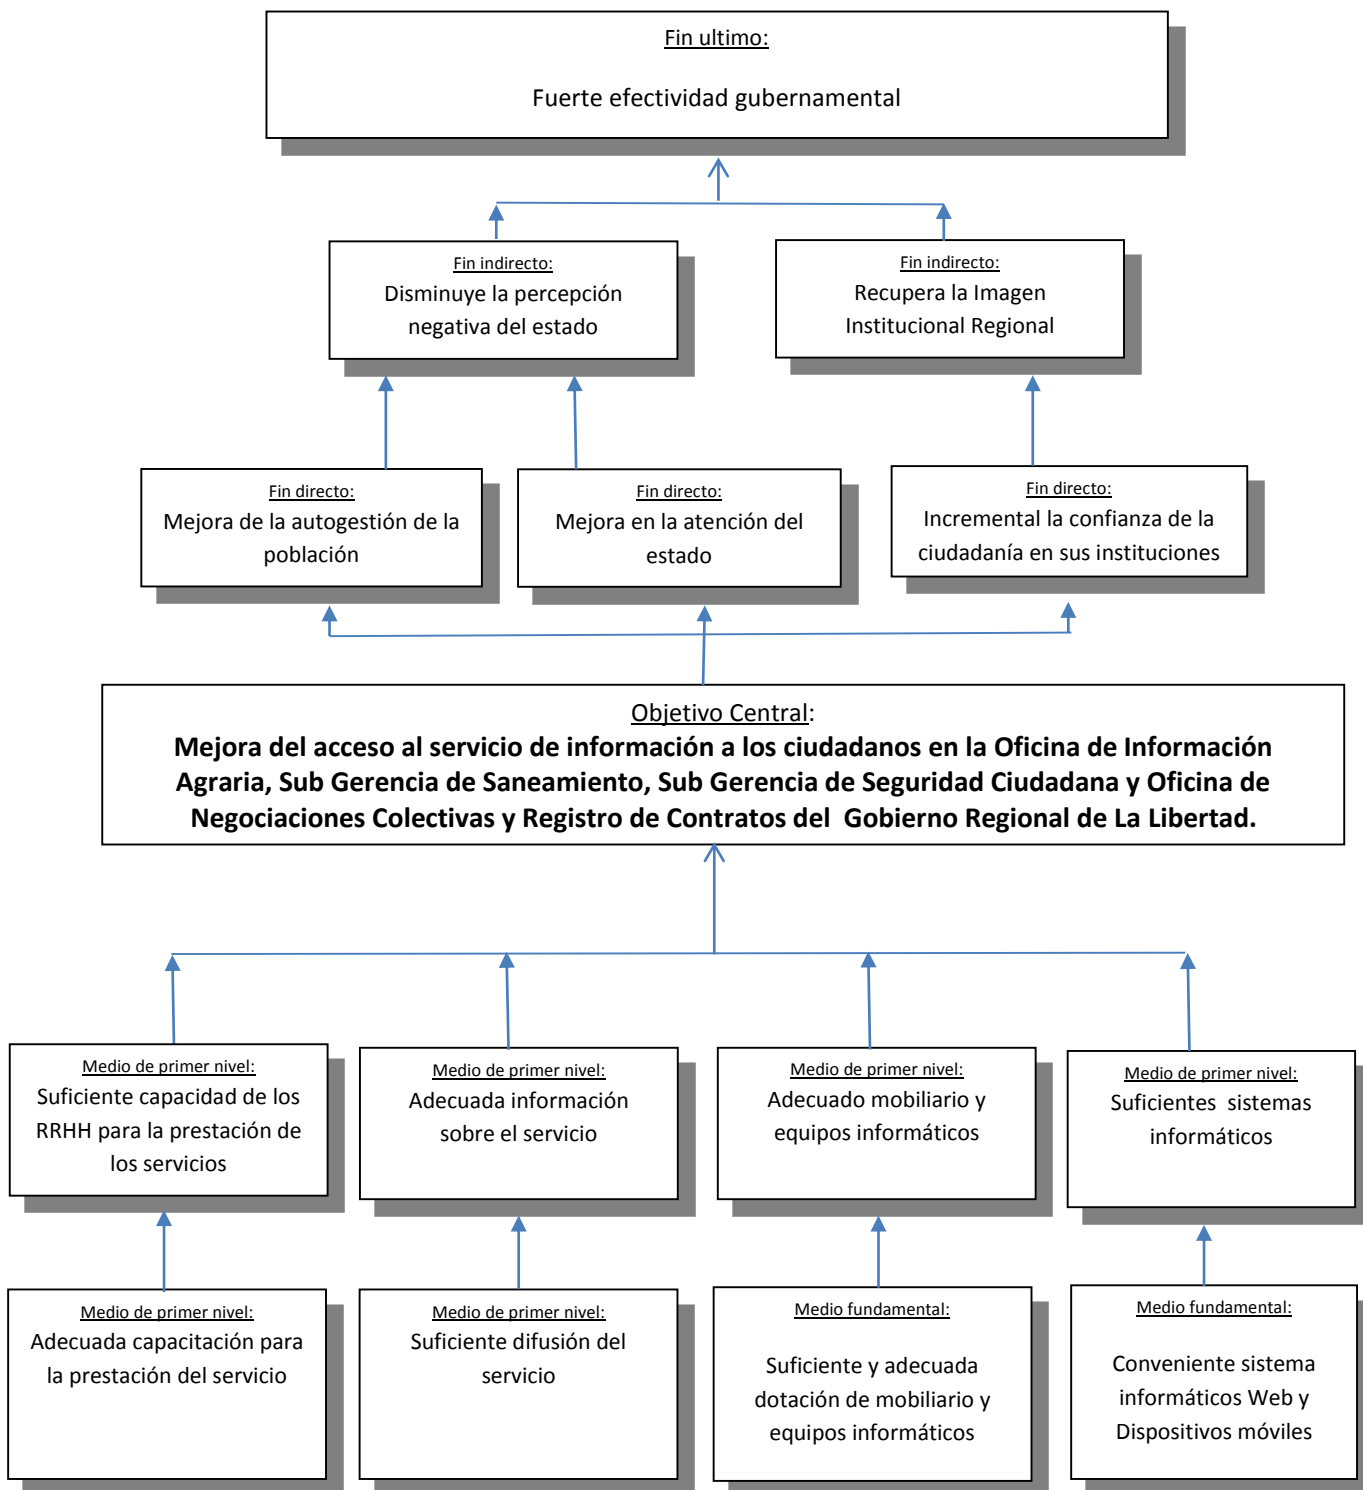 Fin ultimo:
Fuerte efectividad gubernamental
Fin indirecto:
Disminuye la percepción
negativa del estado
Fin indirecto:
Recupera la Imagen
Institucional Regional
Fin directo:
Mejora de la autogestión de la
población
Fin directo:
Mejora en la atención del
estado
Fin directo:
Incremental la confianza de la
ciudadanía en sus instituciones
Objetivo Central:
Mejora del acceso al servicio de información a los ciudadanos en la Oficina de Información
Agraria, Sub Gerencia de Saneamiento, Sub Gerencia de Seguridad Ciudadana y Oficina de
Negociaciones Colectivas y Registro de Contratos del  Gobierno Regional de La Libertad.
Medio de primer nivel:
Suficiente capacidad de los
RRHH para la prestación de
los servicios
Medio de primer nivel:
Adecuada información
sobre el servicio
Medio de primer nivel:
Adecuado mobiliario y
equipos informáticos
Medio de primer nivel:
Suficientes  sistemas
informáticos
Medio de primer nivel:
Adecuada capacitación para
la prestación del servicio
Medio de primer nivel:
Suficiente difusión del
servicio
Medio fundamental:
Suficiente y adecuada
dotación de mobiliario y
equipos informáticos
Medio fundamental:
Conveniente sistema
informáticos Web y
Dispositivos móviles